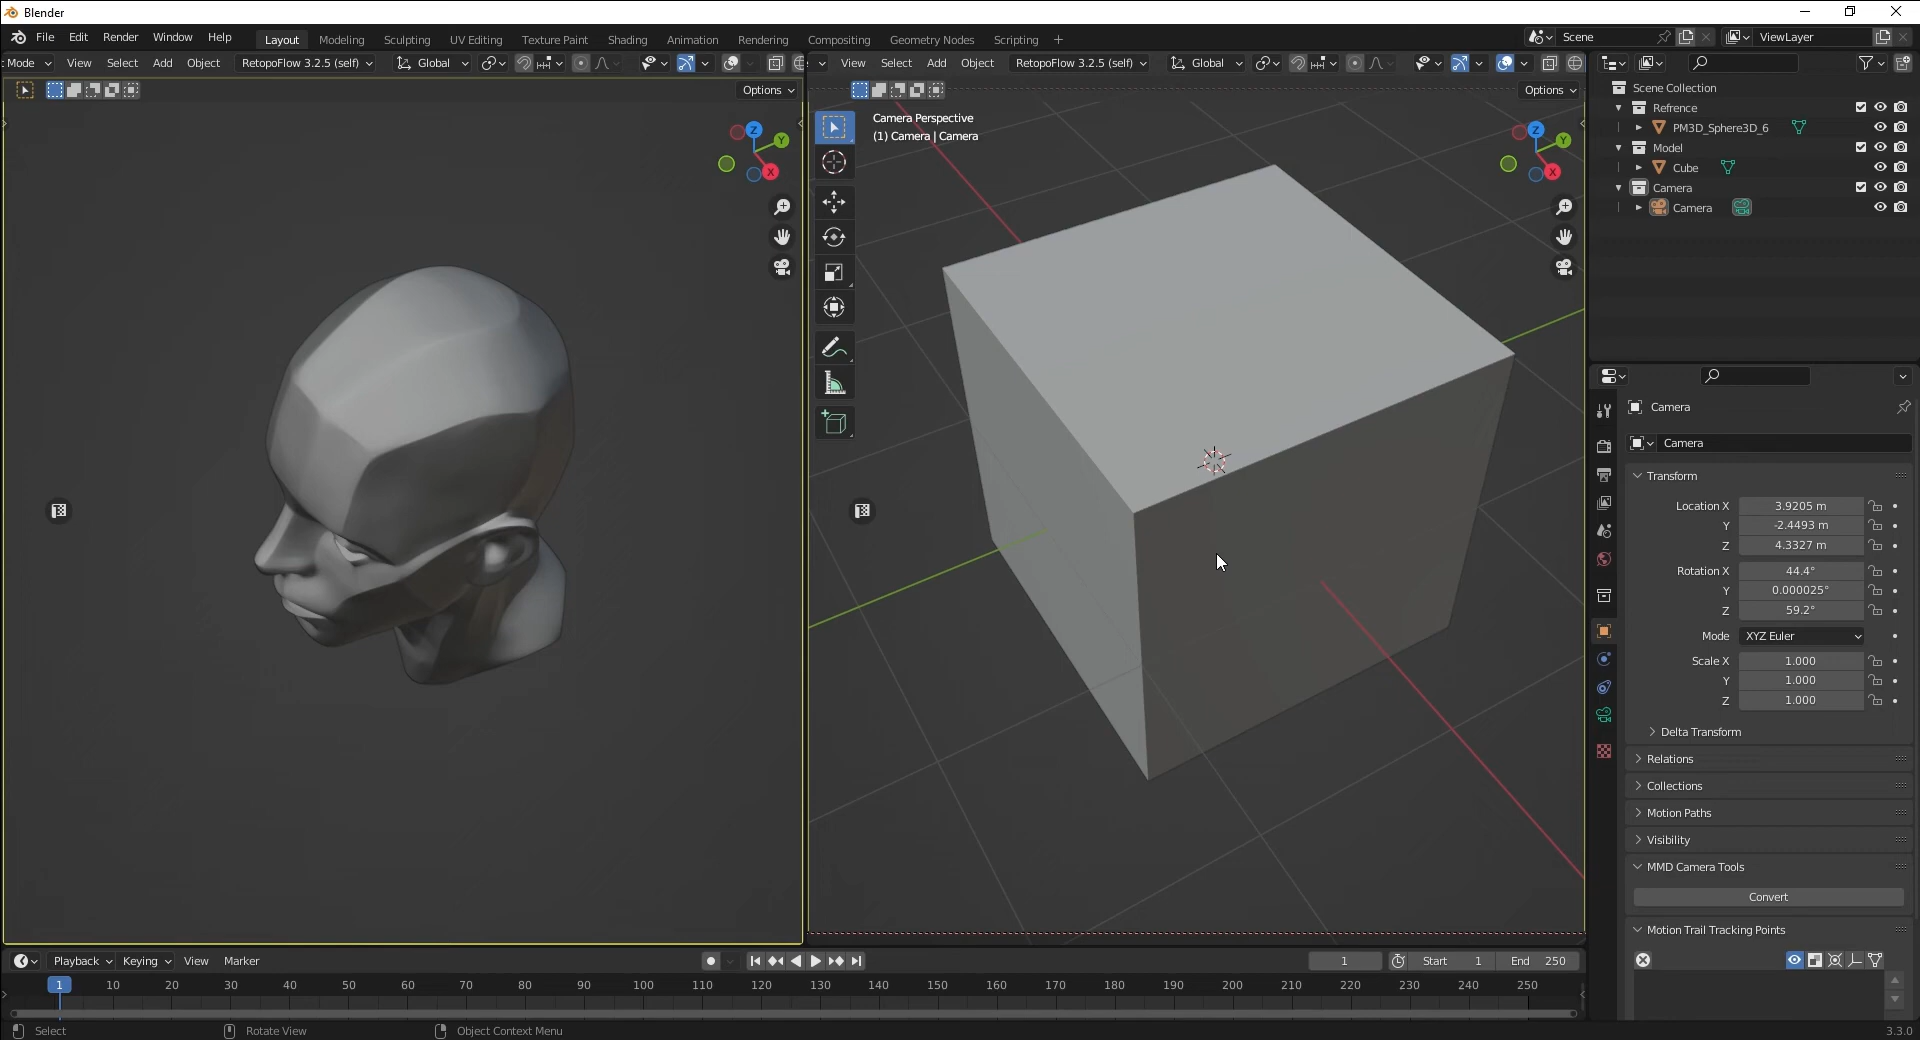 Blender
File Edit Render Window Help Layout Modeling Sculpting UV Editing Texture Paint Shading Animation Rendering Compositing Geometry Nodes Scripting + Scene ViewLayer
Mode View Select Add Object RetopoFlow 3.2.5 (self) Global
View Select Add Object RetopoFlow 3.2.5 (self) Global
Options
Options
Z
Y
X
Z
Y
X
Camera Perspective
(1) Camera | Camera
Scene Collection
Refrence
PM3D_Sphere3D_6
Model
Cube
Camera
Camera
Camera
Camera
Transform
Location X 3.9205 m
Y -2.4493 m
Z 4.3327 m
Rotation X 44.4°
Y 0.000025°
Z 59.2°
Mode XYZ Euler
Scale X 1.000
Y 1.000
Z 1.000
Delta Transform
Relations
Collections
Motion Paths
Visibility
MMD Camera Tools
Convert
Motion Trail Tracking Points
Playback Keying View Marker 1 Start 1 End 250
1 10 20 30 40 50 60 70 80 90 100 110 120 130 140 150 160 170 180 190 200 210 220 230 240 250
Select Rotate View Object Context Menu 3.3.0